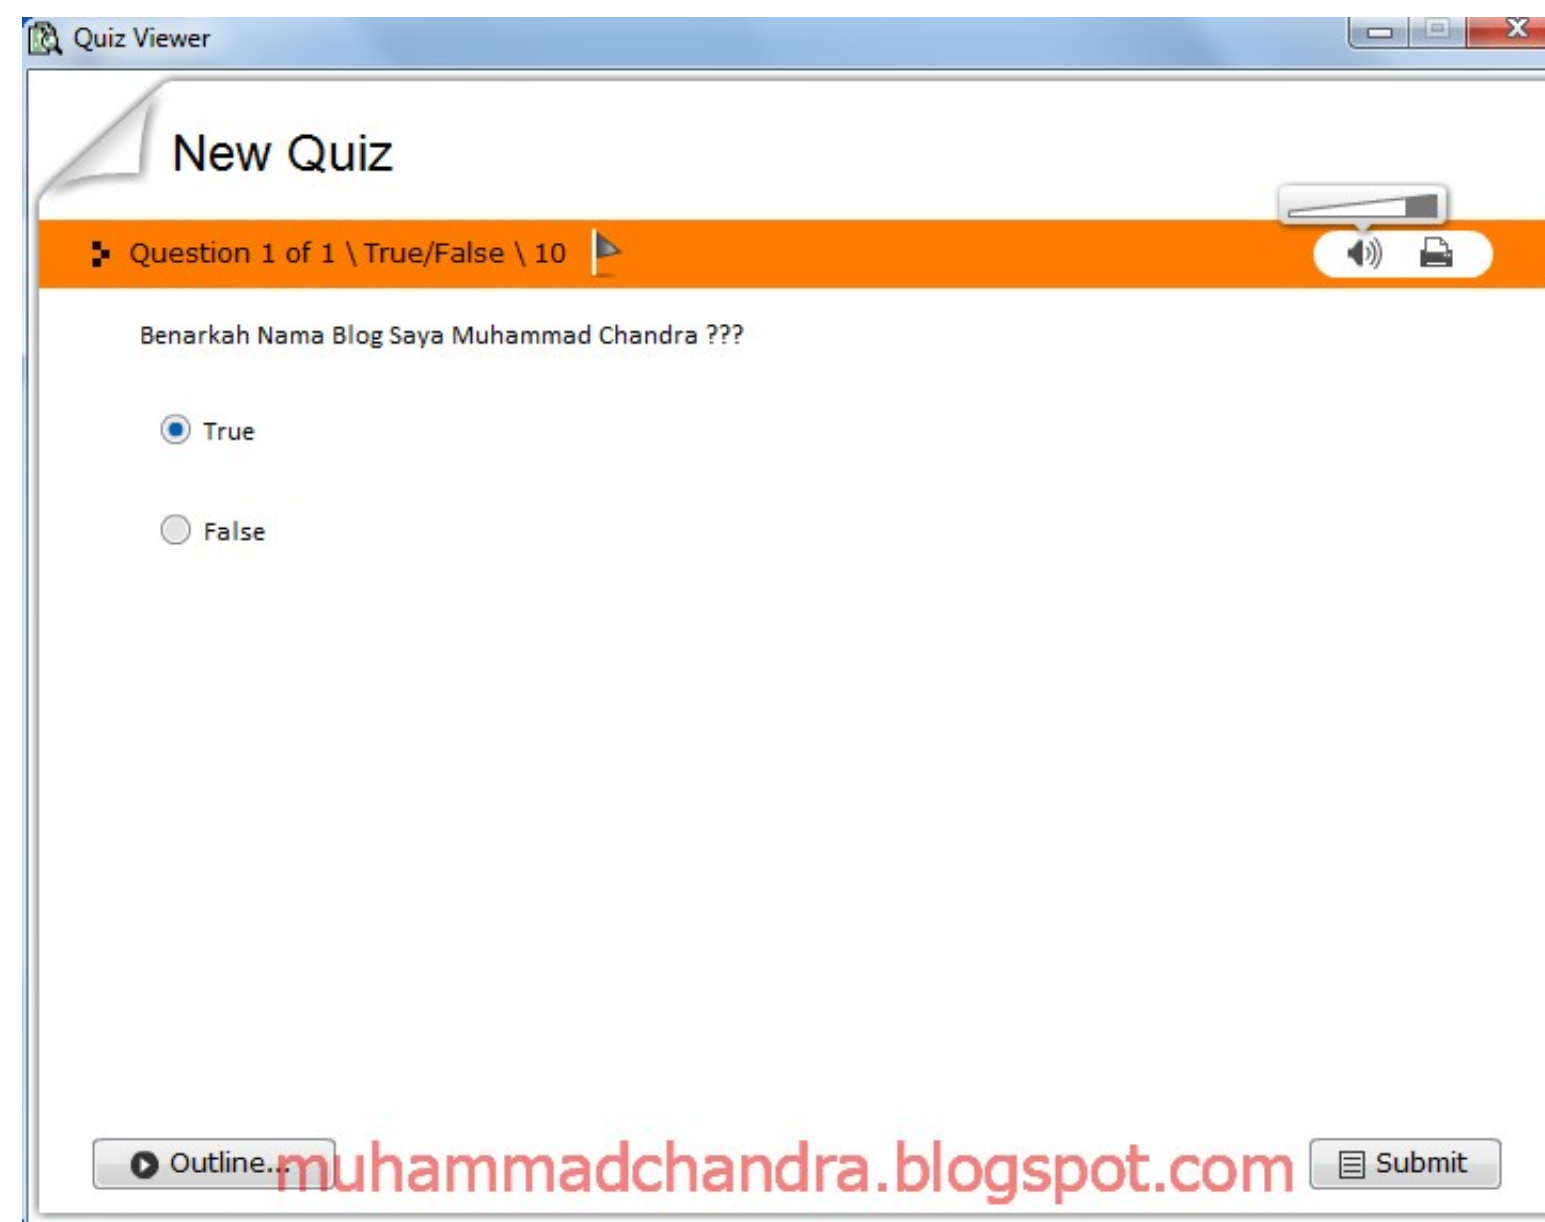 Quiz Viewer
New Quiz
Question 1 of 1 \ True/False \ 10
Benarkah Nama Blog Saya Muhammad Chandra ???
True
False
Outline...
muhammadchandra.blogspot.com
Submit